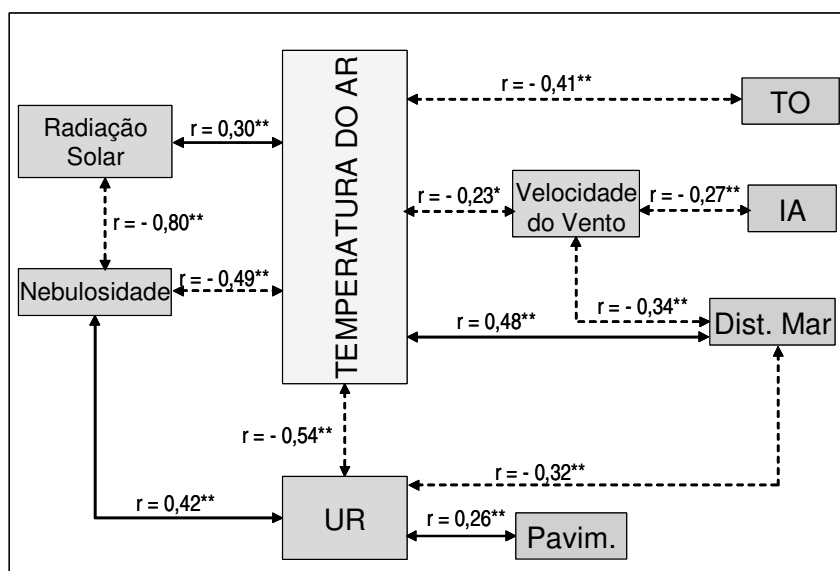 TEMPERATURA DO AR
r = - 0,41**
TO
Radiação
Solar
r = 0,30**
r = - 0,23*
Velocidade
do Vento
r = - 0,27**
IA
r = - 0,80**
Nebulosidade
r = - 0,49**
r = - 0,34**
r = 0,48**
Dist. Mar
r = - 0,54**
r = - 0,32**
r = 0,42**
UR
r = 0,26**
Pavim.